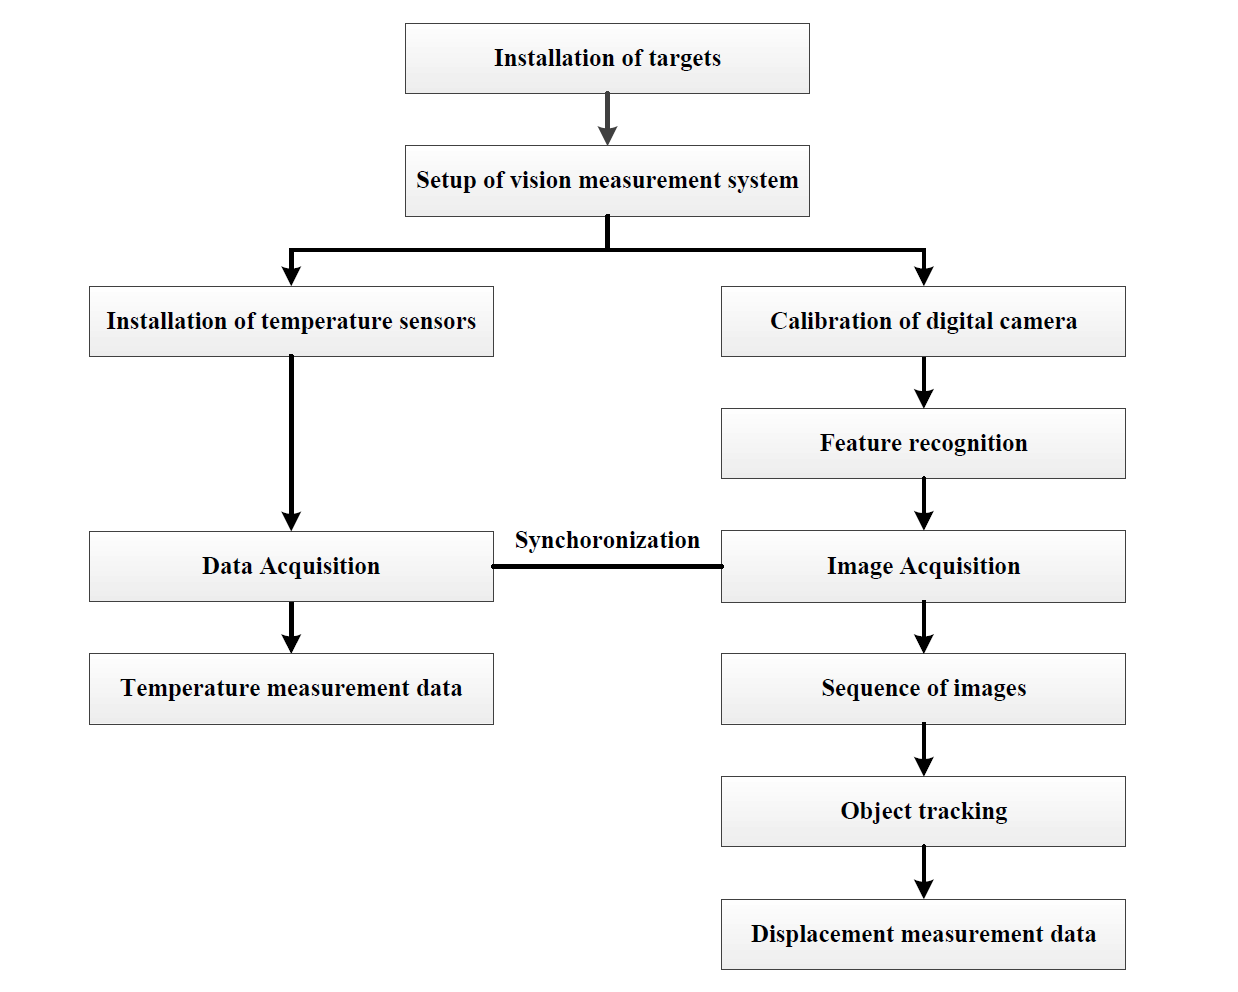 Installation of targets
Setup of vision measurement system
Installation of temperature sensors
Calibration of digital camera
Feature recognition
Synchoronization
Data Acquisition
Image Acquisition
Temperature measurement data
Sequence of images
Object tracking
Displacement measurement data